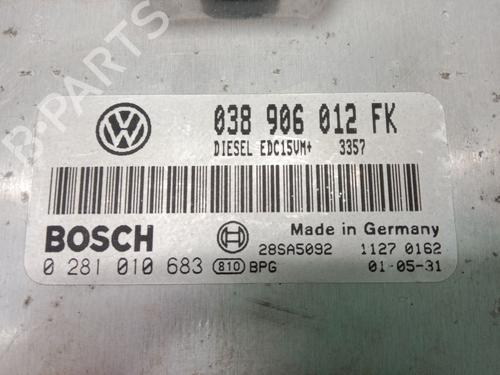 B-PARTS
038 906 012 FK
DIESEL EDC15VM+ 3357
BOSCH
Made in Germany
28SA5092 1127 0162
0 281 010 683 810 BPG 01-05-31